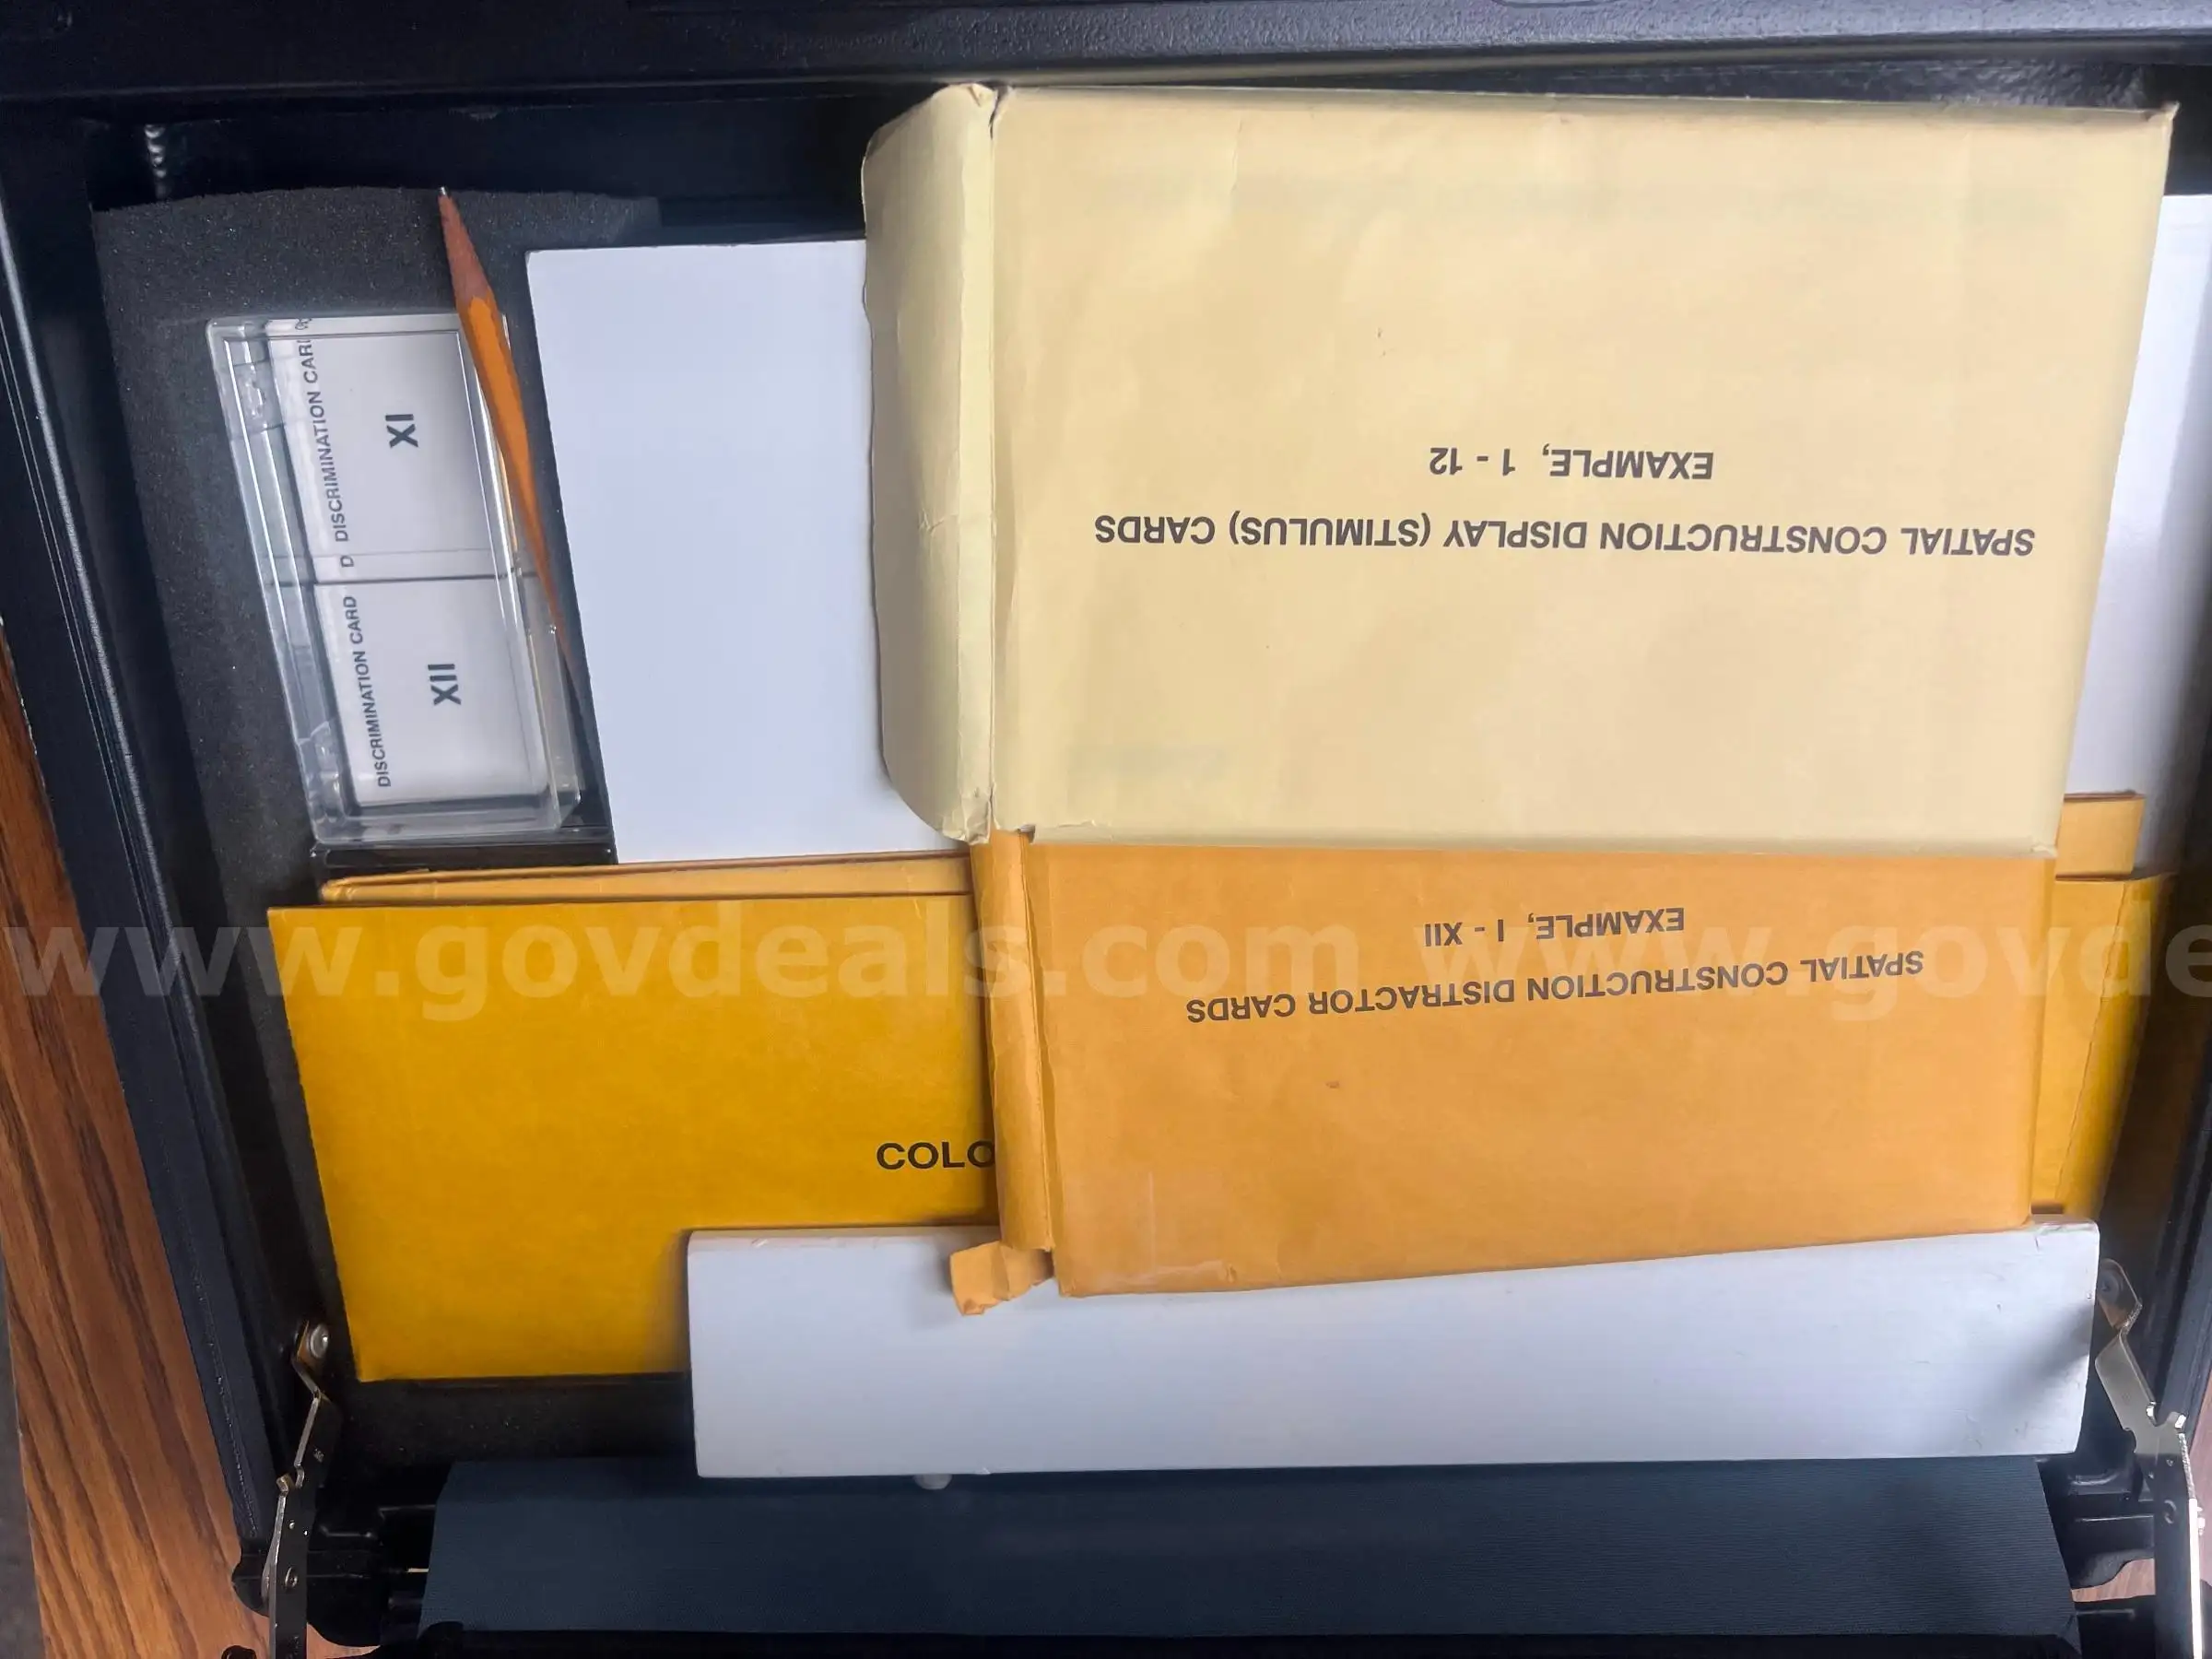 SPATIAL CONSTRUCTION DISPLAY (STIMULUS) CARDS
EXAMPLE, 1 - 12
SPATIAL CONSTRUCTION DISTRACTOR CARDS
EXAMPLE, I - XII
COLO
DISCRIMINATION CARD
XI
DISCRIMINATION CARD
XII
D
www.govdeals.com www.govde